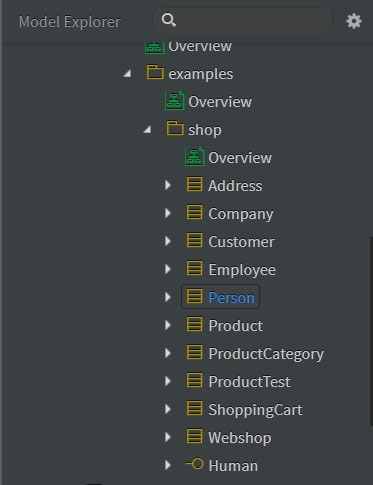 Model Explorer
Overview
examples
Overview
shop
Overview
Address
Company
Customer
Employee
Person
Product
ProductCategory
ProductTest
ShoppingCart
Webshop
Human